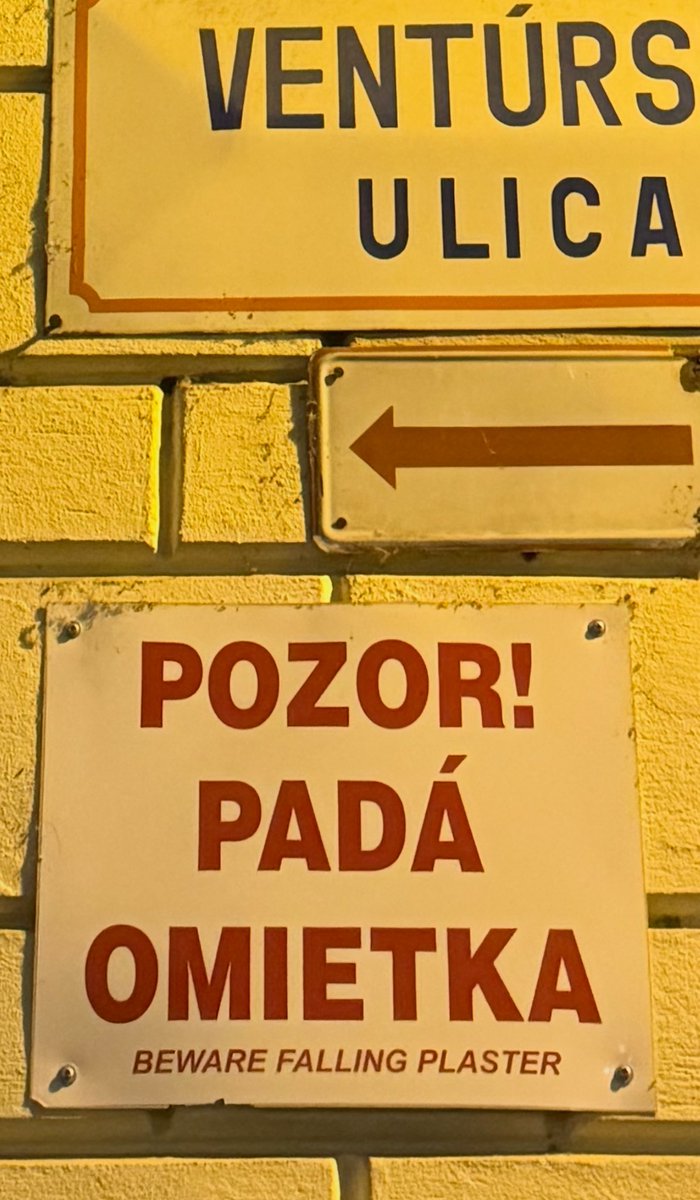 VENTÚRS
ULICA
POZOR!
PADÁ
OMIETKA
BEWARE FALLING PLASTER